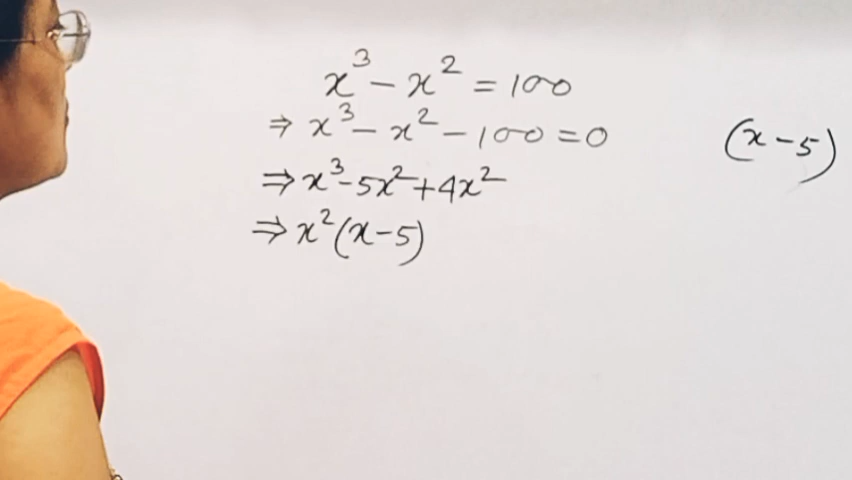 x³ - x² = 100
⇒ x³ - x² - 100 = 0
(x - 5)
⇒ x³ - 5x² + 4x²
⇒ x² (x - 5)